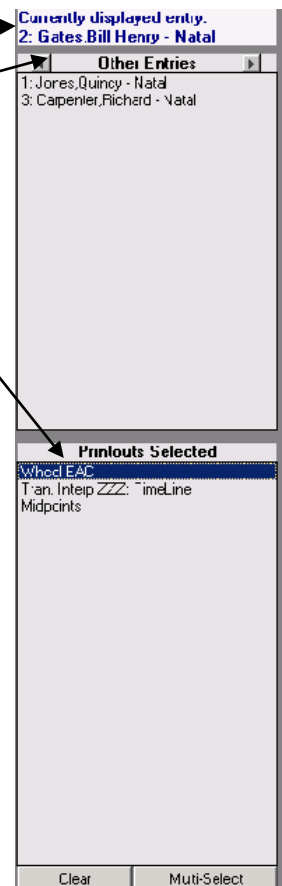 Currently displayed entry.
2: Gates.Bill Henry - Natal
Other Entries
1: Jones,Quincy - Natal
3: Carpenter,Richard - Natal
Printouts Selected
Wheel EAC
Tran. Interp ZZZ: TimeLine
Midpoints
Clear
Muti-Select